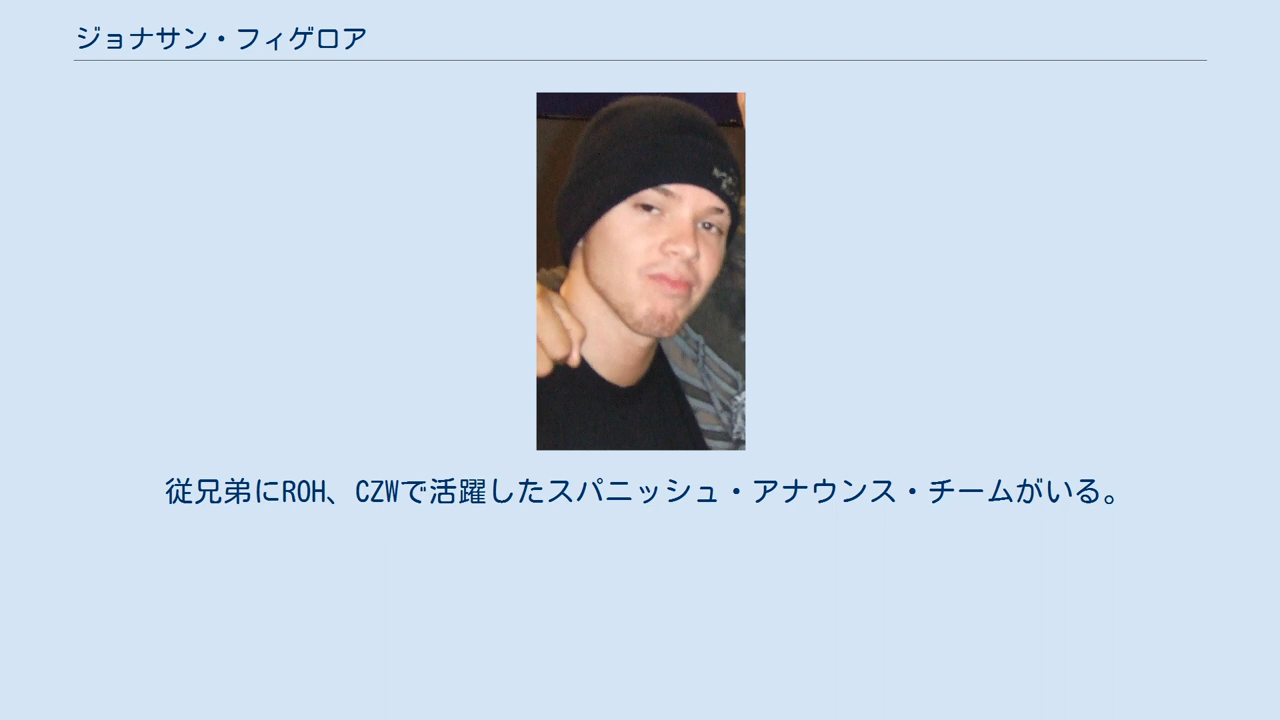 ジョナサン・フィゲロア
従兄弟にROH、CZWで活躍したスパニッシュ・アナウンス・チームがいる。